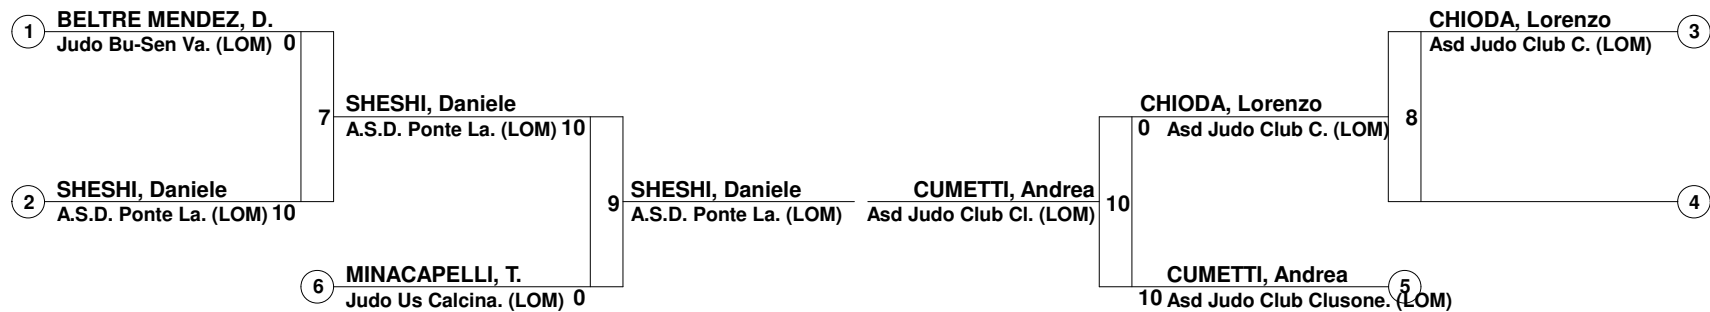 1
BELTRE MENDEZ, D.
Judo Bu-Sen Va. (LOM) 0
7
SHESHI, Daniele
A.S.D. Ponte La. (LOM) 10
2
SHESHI, Daniele
A.S.D. Ponte La. (LOM) 10
9
SHESHI, Daniele
A.S.D. Ponte La. (LOM)
6
MINACAPELLI, T.
Judo Us Calcina. (LOM) 0
CHIODA, Lorenzo
3
Asd Judo Club C. (LOM)
CHIODA, Lorenzo
0 Asd Judo Club C. (LOM)
8
4
CUMETTI, Andrea
Asd Judo Club Cl. (LOM)
10
CUMETTI, Andrea
5
10 Asd Judo Club Clusone. (LOM)